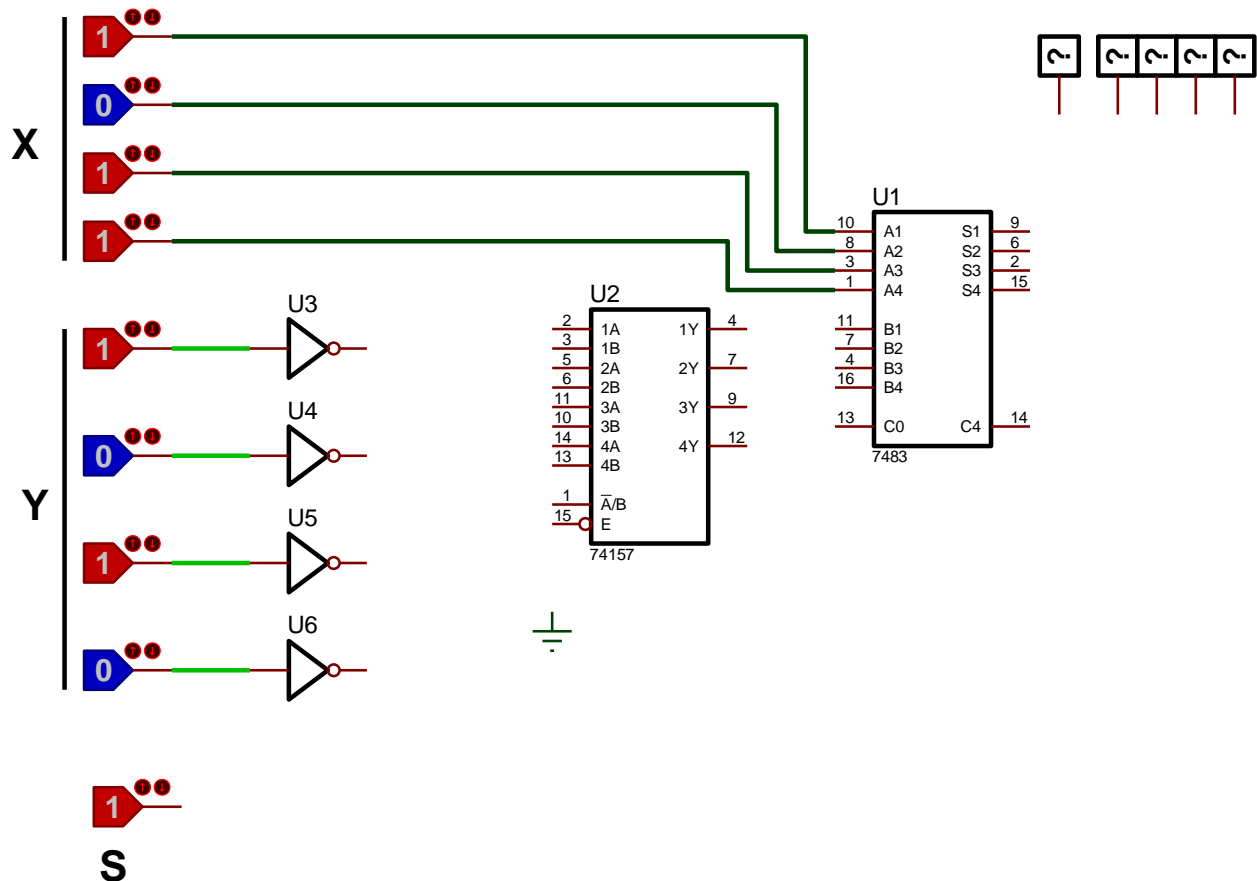 1
0
X
1
1
?
?
?
?
?
U1
10 A1 S1 9
8 A2 S2 6
3 A3 S3 2
1 A4 S4 15
11 B1
7 B2
4 B3
16 B4
13 C0 C4 14
7483
U2
2 1A 1Y 4
3 1B
5 2A 2Y 7
6 2B
11 3A 3Y 9
10 3B
14 4A 4Y 12
13 4B
1 A̅/B
15 E
74157
Y
1
U3
0
U4
1
U5
0
U6
1
S